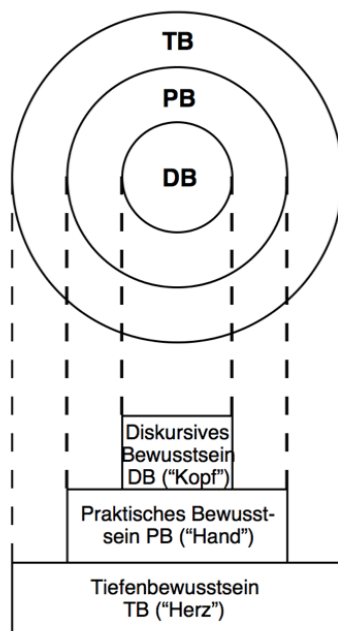 TB
PB
DB
Diskursives
Bewusstsein
DB ("Kopf")
Praktisches Bewusst-
sein PB ("Hand")
Tiefenbewusstsein
TB ("Herz")